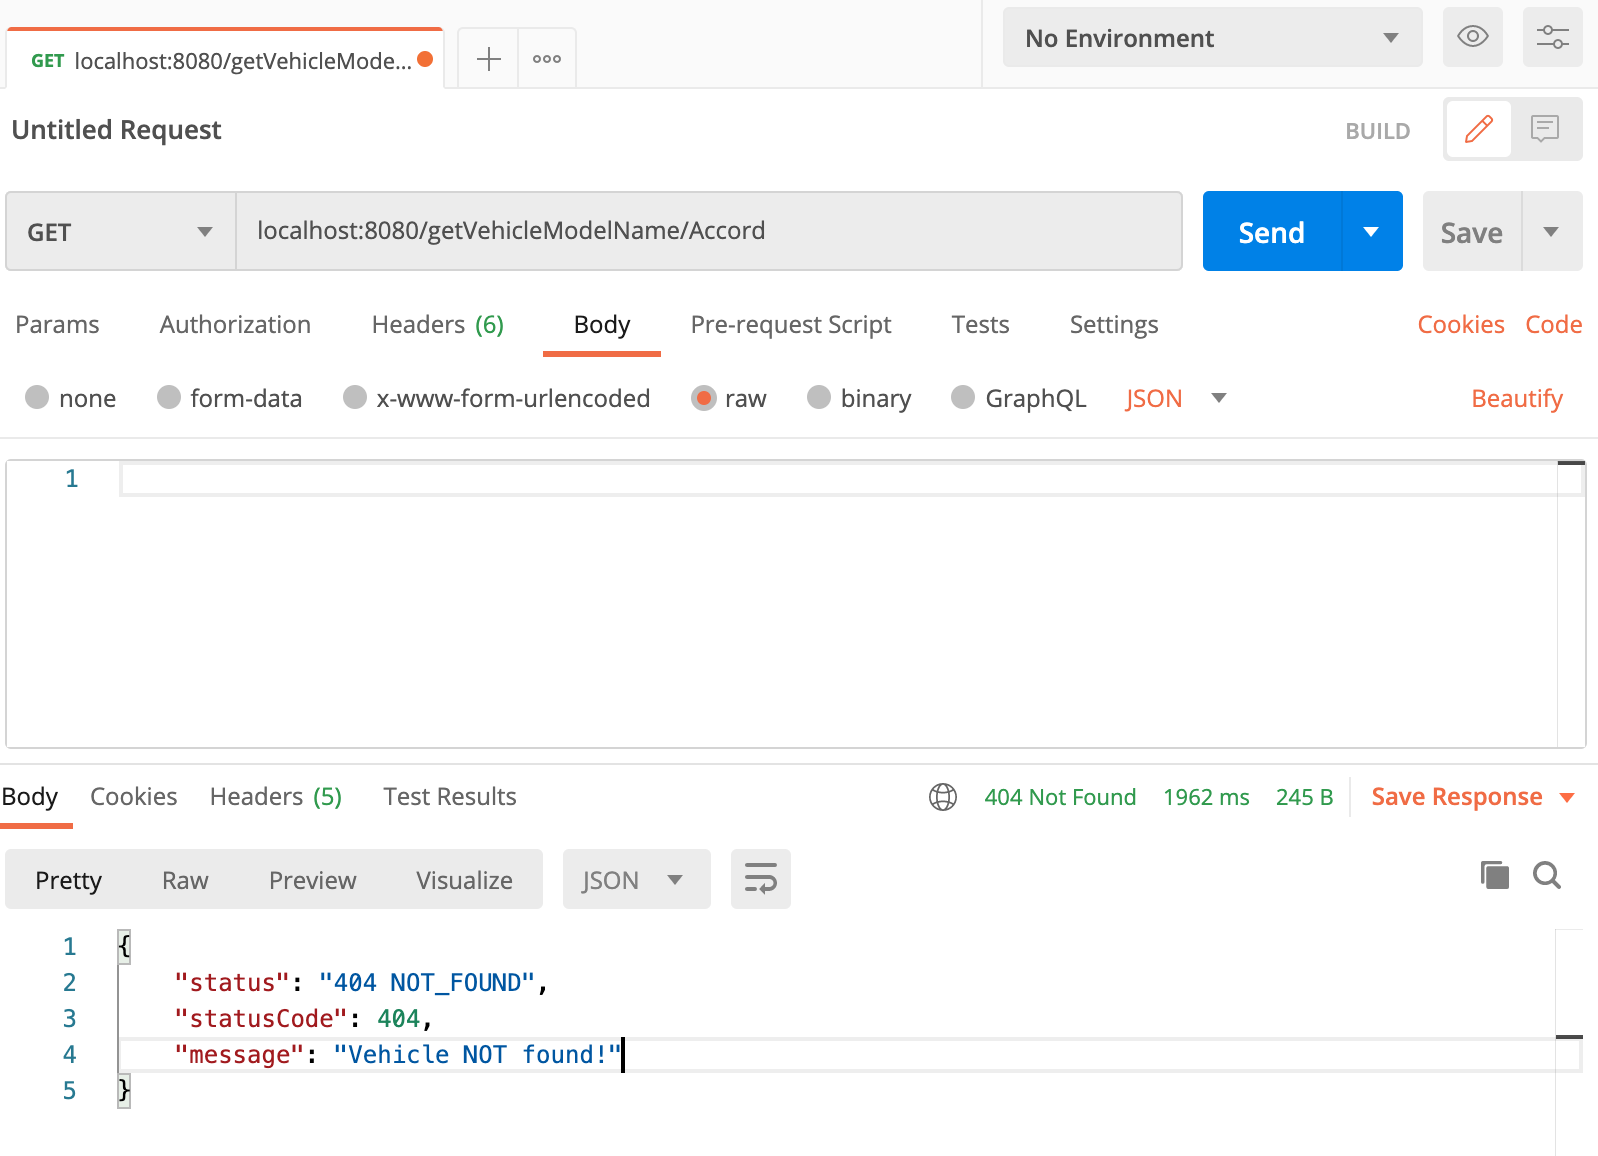 GET localhost:8080/getVehicleMode...
No Environment
Untitled Request
BUILD
GET localhost:8080/getVehicleModelName/Accord Send Save
Params Authorization Headers (6) Body Pre-request Script Tests Settings Cookies Code
none form-data x-www-form-urlencoded raw binary GraphQL JSON Beautify
1
Body Cookies Headers (5) Test Results 404 Not Found 1962 ms 245 B Save Response
Pretty Raw Preview Visualize JSON
1 {
2 "status": "404 NOT_FOUND",
3 "statusCode": 404,
4 "message": "Vehicle NOT found!"
5 }